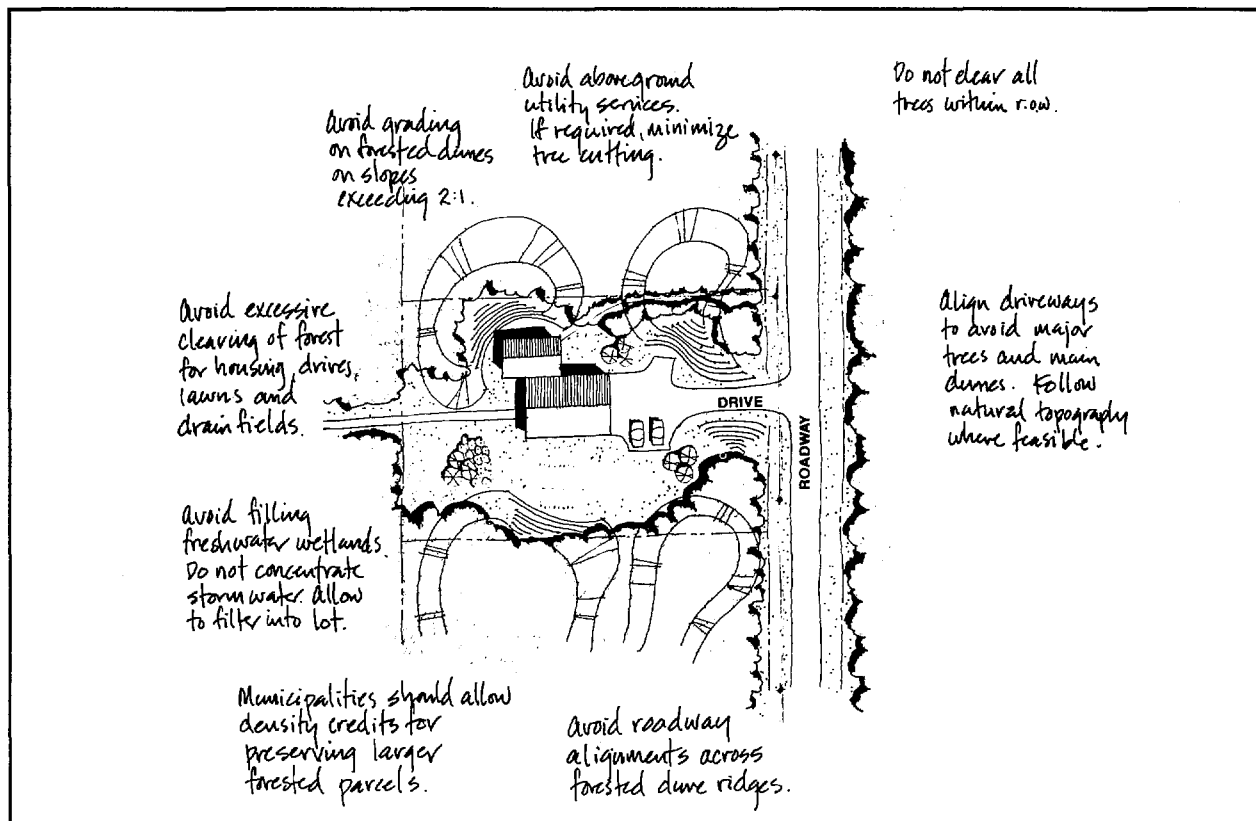 Avoid aboveground
utility services.
If required, minimize
tree cutting.
Do not clear all
trees within r.o.w.
Avoid grading
on forested dunes
on slopes
exceeding 2:1.
Avoid excessive
clearing of forest
for housing, drives,
lawns and
drain fields.
Align driveways
to avoid major
trees and main
dunes. Follow
natural topography
where feasible.
DRIVE
ROADWAY
Avoid filling
freshwater wetlands.
Do not concentrate
stormwater. Allow
to filter into lot.
Municipalities should allow
density credits for
preserving larger
forested parcels.
Avoid roadway
alignments across
forested dune ridges.